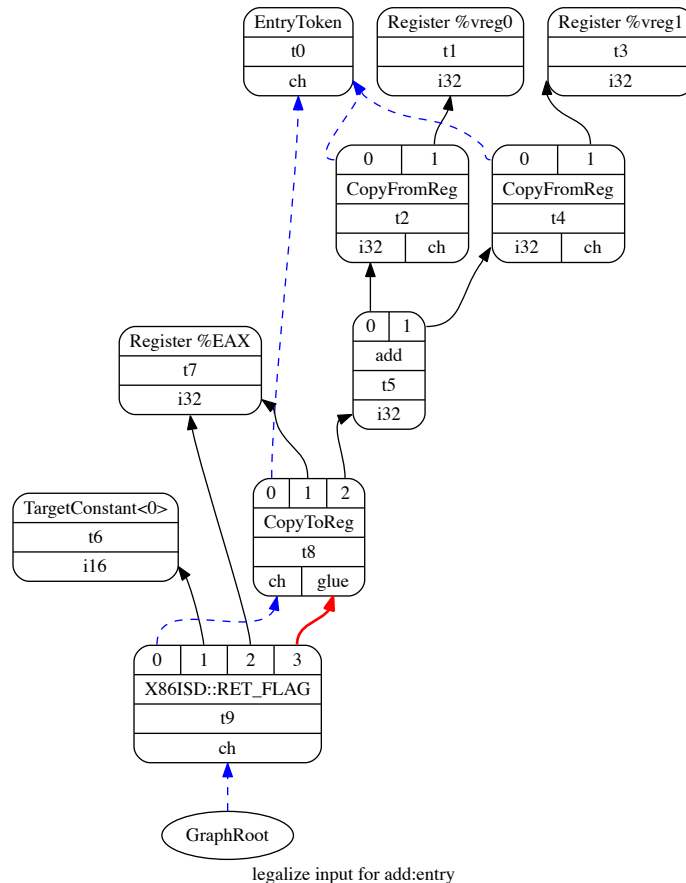 EntryToken
t0
ch
Register %vreg0
t1
i32
Register %vreg1
t3
i32
0 1
CopyFromReg
t2
i32 ch
0 1
CopyFromReg
t4
i32 ch
0 1
add
t5
i32
Register %EAX
t7
i32
0 1 2
CopyToReg
t8
ch glue
TargetConstant<0>
t6
i16
0 1 2 3
X86ISD::RET_FLAG
t9
ch
GraphRoot
legalize input for add:entry